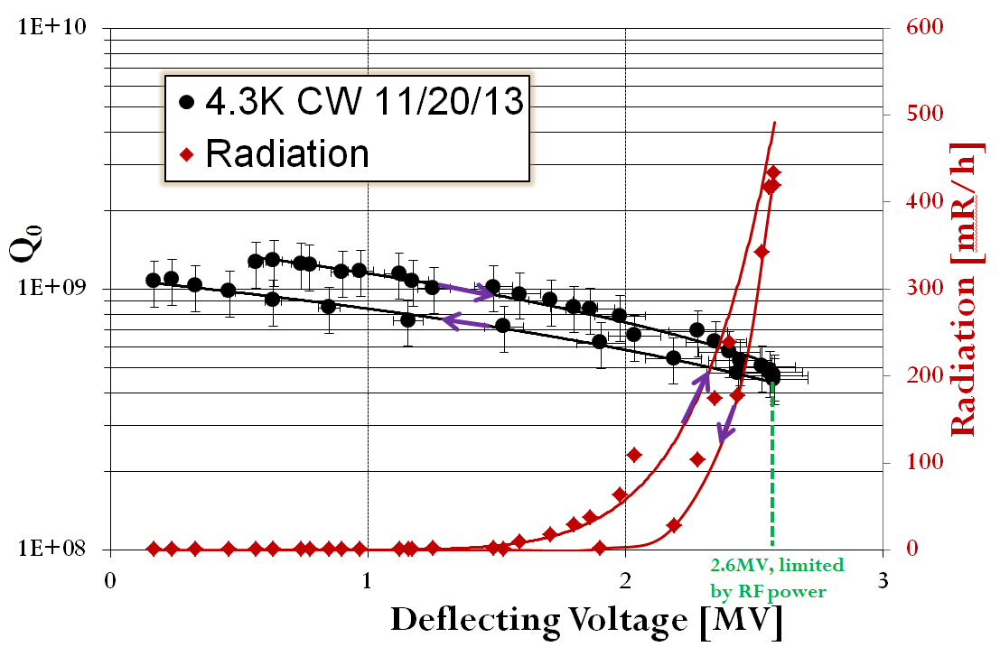 1E+10
1E+09
1E+08
Q0
4.3K CW 11/20/13
Radiation
600
500
400
300
200
100
0
Radiation [mR/h]
0
1
2
3
2.6MV, limited
by RF power
Deflecting Voltage [MV]